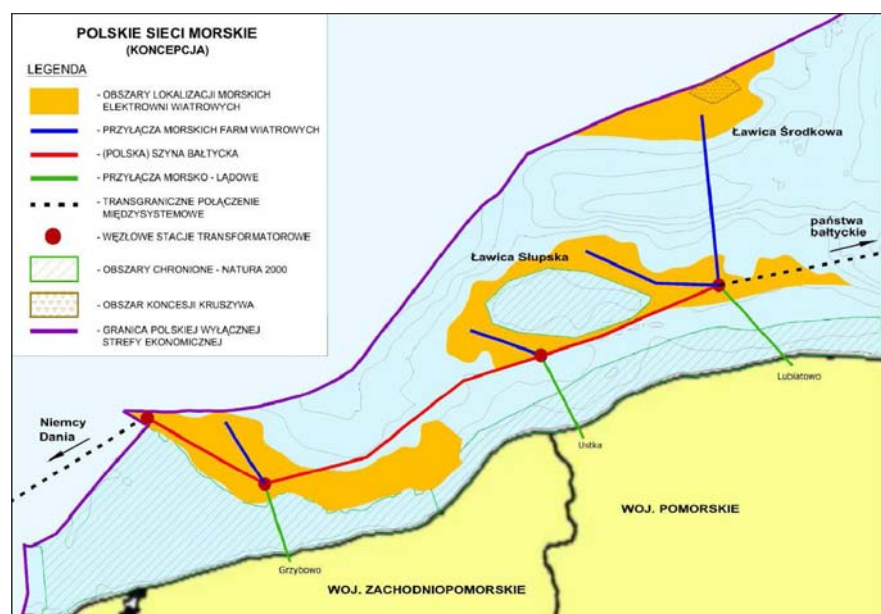 POLSKIE SIECI MORSKIE
(KONCEPCJA)
LEGENDA
- OBSZARY LOKALIZACJI MORSKICH
ELEKTROWNI WIATROWYCH
- PRZYŁĄCZA MORSKICH FARM WIATROWYCH
- (POLSKA) SZYNA BAŁTYCKA
- PRZYŁĄCZA MORSKO - LĄDOWE
- TRANSGRANICZNE POŁĄCZENIE
MIĘDZYSYSTEMOWE
- WĘZŁOWE STACJE TRANSFORMATOROWE
- OBSZARY CHRONIONE - NATURA 2000
- OBSZAR KONCESJI KRUSZYWA
- GRANICA POLSKIEJ WYŁĄCZNEJ
STREFY EKONOMICZNEJ
Ławica Środkowa
państwa
bałtyckie
Ławica Słupska
Lubiatowo
Niemcy
Dania
Ustka
WOJ. POMORSKIE
Grzybowo
WOJ. ZACHODNIOPOMORSKIE